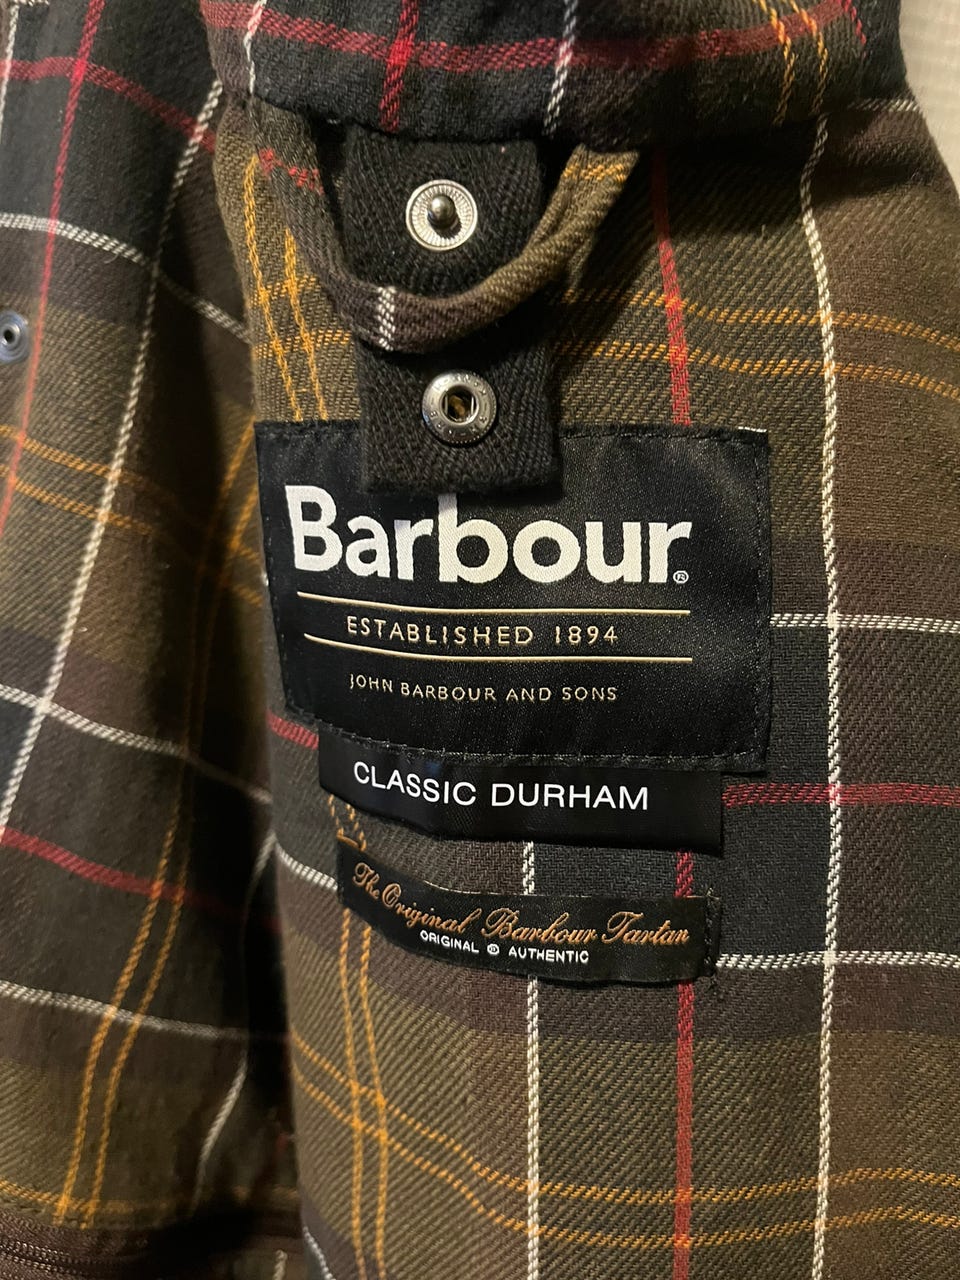 Barbour®
ESTABLISHED 1894
JOHN BARBOUR AND SONS
CLASSIC DURHAM
The Original Barbour Tartan
ORIGINAL ® AUTHENTIC